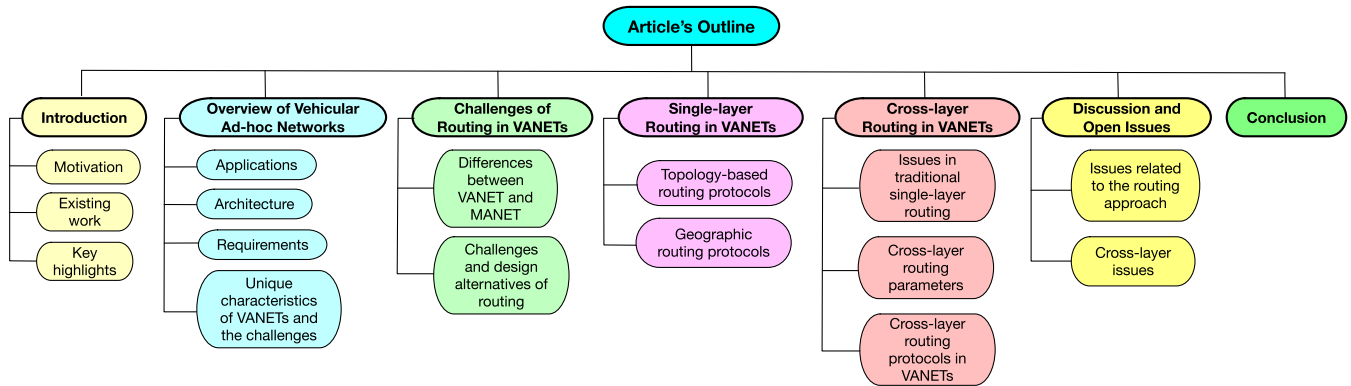 Article's Outline
Introduction
Motivation
Existing
work
Key
highlights
Overview of Vehicular
Ad-hoc Networks
Applications
Architecture
Requirements
Unique
characteristics
of VANETs and
the challenges
Challenges of
Routing in VANETs
Differences
between
VANET and
MANET
Challenges
and design
alternatives of
routing
Single-layer
Routing in VANETs
Topology-based
routing protocols
Geographic
routing protocols
Cross-layer
Routing in VANETs
Issues in
traditional
single-layer
routing
Cross-layer
routing
parameters
Cross-layer
routing
protocols in
VANETs
Discussion and
Open Issues
Issues related
to the routing
approach
Cross-layer
issues
Conclusion